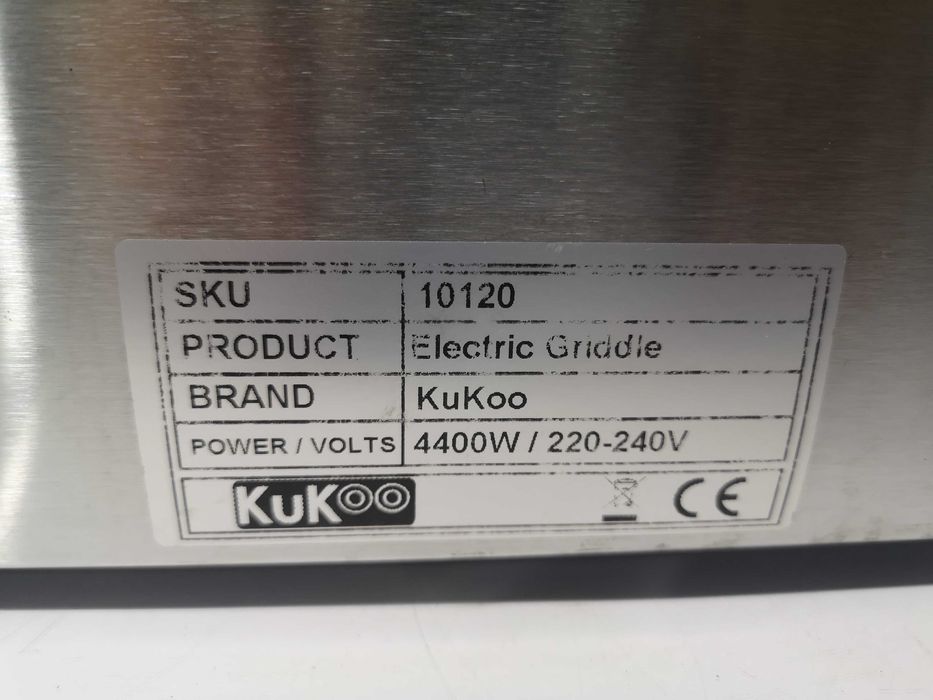 SKU 10120
PRODUCT Electric Griddle
BRAND KuKoo
POWER / VOLTS 4400W / 220-240V
KuKoo CE